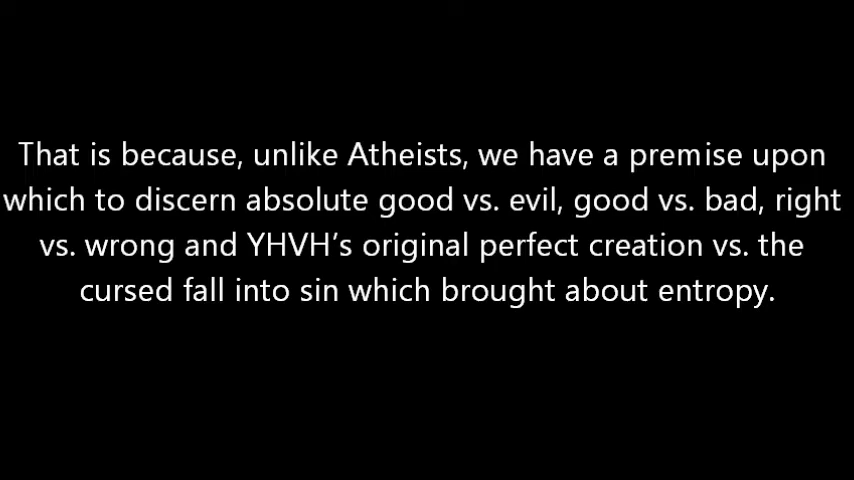 That is because, unlike Atheists, we have a premise upon
which to discern absolute good vs. evil, good vs. bad, right
vs. wrong and YHVH’s original perfect creation vs. the
cursed fall into sin which brought about entropy.